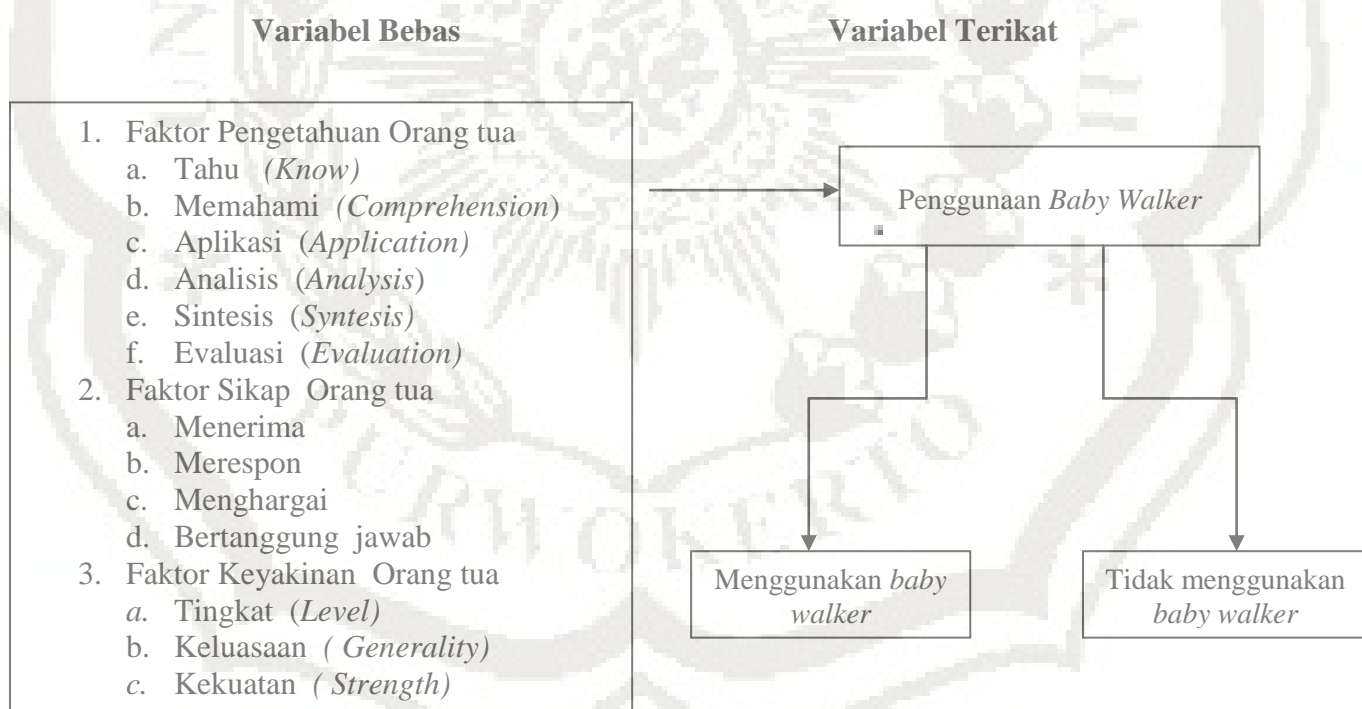 Variabel Bebas
Variabel Terikat
1. Faktor Pengetahuan Orang tua
a. Tahu (Know)
b. Memahami (Comprehension)
c. Aplikasi (Application)
d. Analisis (Analysis)
e. Sintesis (Syntesis)
f. Evaluasi (Evaluation)
2. Faktor Sikap Orang tua
a. Menerima
b. Merespon
c. Menghargai
d. Bertanggung jawab
3. Faktor Keyakinan Orang tua
a. Tingkat (Level)
b. Keluasaan ( Generality)
c. Kekuatan ( Strength)
Penggunaan Baby Walker
Menggunakan baby
walker
Tidak menggunakan
baby walker